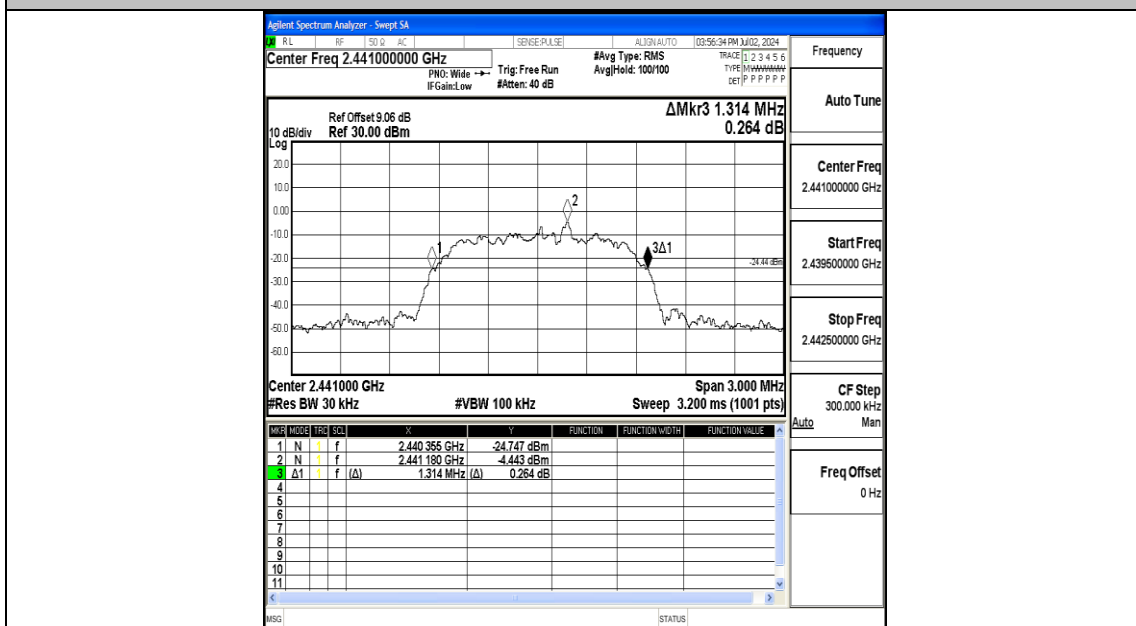 Agilent Spectrum Analyzer - Swept SA
RL RF 50 Ω AC SENSE:PULSE ALIGN AUTO 03:56:34 PM Jul 02, 2024
Center Freq 2.441000000 GHz
#Avg Type: RMS
TRACE 1 2 3 4 5 6
PNO: Wide
Trig: Free Run
Avg|Hold: 100/100
TYPE
IFGain:Low
#Atten: 40 dB
DET P P P P P P
ΔMkr3 1.314 MHz
0.264 dB
Ref Offset 9.06 dB
10 dB/div Ref 30.00 dBm
Log
20.0
10.0
0.00
-10.0
-20.0
-30.0
-40.0
-50.0
-60.0
1
2
3Δ1
-24.44 dBm
Center 2.441000 GHz
Span 3.000 MHz
#Res BW 30 kHz
#VBW 100 kHz
Sweep 3.200 ms (1001 pts)
MKR MODE TRC SCL X Y FUNCTION FUNCTION WIDTH FUNCTION VALUE
1 N 1 f 2.440 355 GHz -24.747 dBm
2 N 1 f 2.441 180 GHz -4.443 dBm
3 Δ1 1 f (Δ) 1.314 MHz (Δ) 0.264 dB
4
5
6
7
8
9
10
11
MSG
STATUS
Frequency
Auto Tune
Center Freq
2.441000000 GHz
Start Freq
2.439500000 GHz
Stop Freq
2.442500000 GHz
CF Step
300.000 kHz
Auto Man
Freq Offset
0 Hz